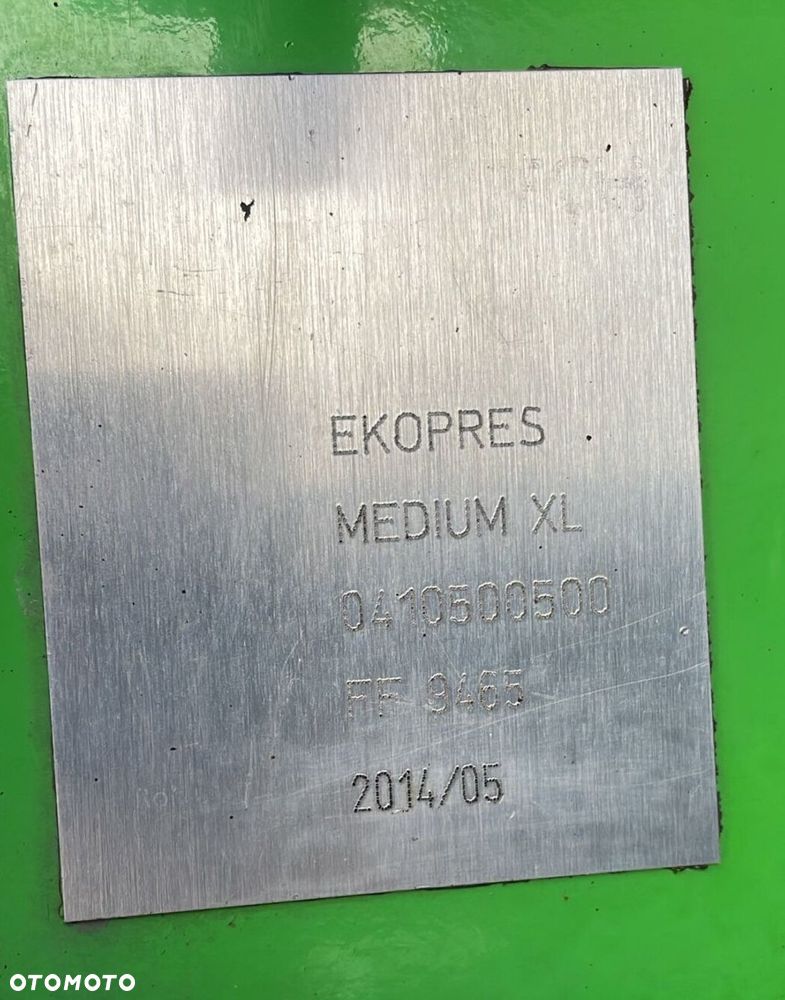 EKOPRES
MEDIUM XL
0410500500
FF 9465
2014/05
OTOMOTO